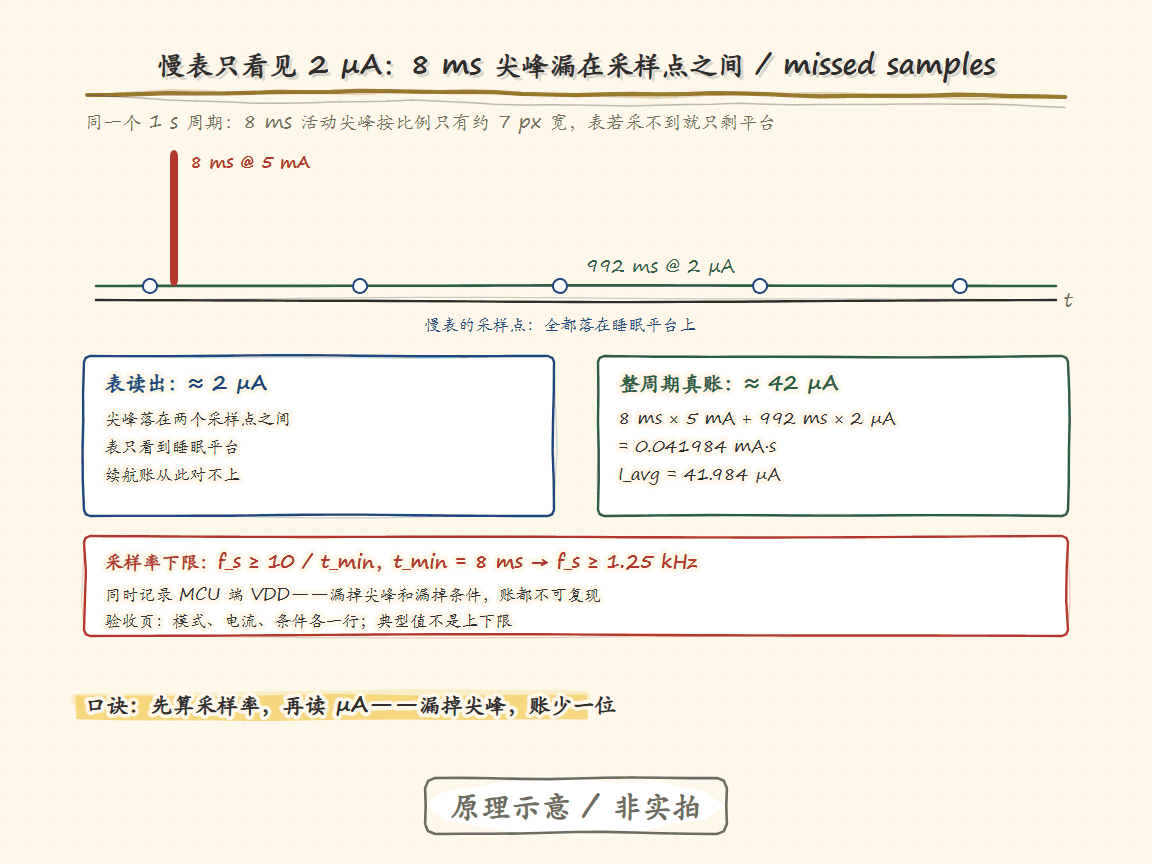 慢表只看见 2 μA：8 ms 尖峰漏在采样点之间 / missed samples
同一个 1 s 周期：8 ms 活动尖峰按比例只有约 7 px 宽，表若采不到就只剩平台
8 ms @ 5 mA
992 ms @ 2 μA
t
慢表的采样点：全都落在睡眠平台上
表读出：≈ 2 μA
尖峰落在两个采样点之间
表只看到睡眠平台
续航账从此对不上
整周期真账：≈ 42 μA
8 ms × 5 mA + 992 ms × 2 μA
= 0.041984 mA·s
I_avg = 41.984 μA
采样率下限：f_s ≥ 10 / t_min，t_min = 8 ms → f_s ≥ 1.25 kHz
同时记录 MCU 端 VDD——漏掉尖峰和漏掉条件，账都不可复现
验收页：模式、电流、条件各一行；典型值不是上下限
口诀：先算采样率，再读 μA——漏掉尖峰，账少一位
原理示意 / 非实拍